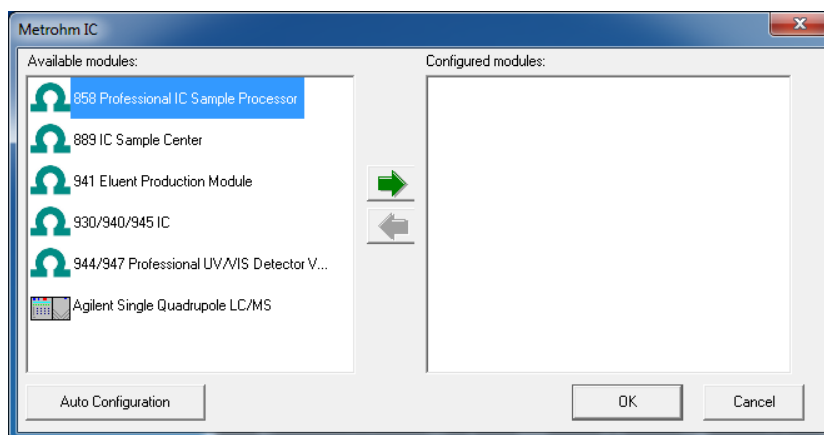 Metrohm IC
Available modules:
Configured modules:
858 Professional IC Sample Processor
889 IC Sample Center
941 Eluent Production Module
930/940/945 IC
944/947 Professional UV/VIS Detector V...
Agilent Single Quadrupole LC/MS
Auto Configuration
OK
Cancel